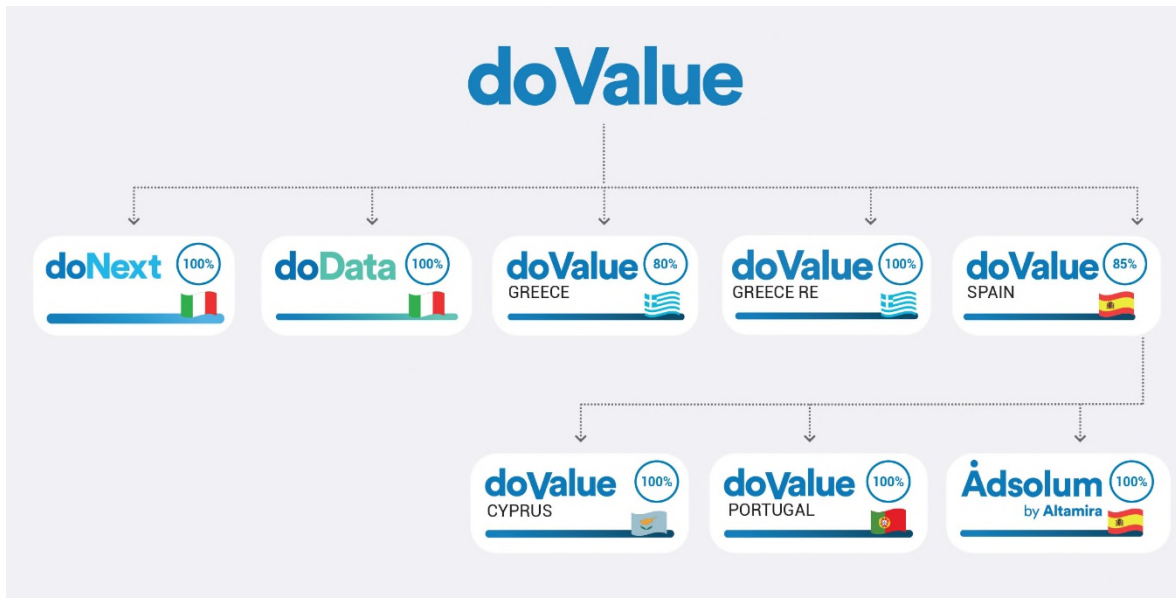 doValue
doNext 100%
doData 100%
doValue 80%
GREECE
doValue 100%
GREECE RE
doValue 85%
SPAIN
doValue 100%
CYPRUS
doValue 100%
PORTUGAL
Ådsolum 100%
by Altamira